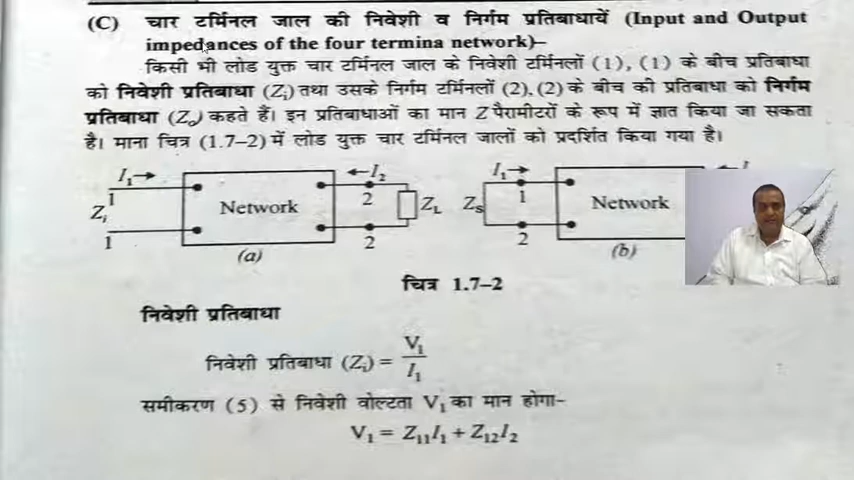 (C) चार टर्मिनल जाल की निवेशी व निर्गम प्रतिबाधायें (Input and Output
impedances of the four termina network)–
किसी भी लोड युक्त चार टर्मिनल जाल के निवेशी टर्मिनलों (1), (1) के बीच प्रतिबाधा
को निवेशी प्रतिबाधा (Zᵢ) तथा उसके निर्गम टर्मिनलों (2), (2) के बीच की प्रतिबाधा को निर्गम
प्रतिबाधा (Zₒ) कहते हैं। इन प्रतिबाधाओं का मान Z पैरामीटरों के रूप में ज्ञात किया जा सकता
है। माना चित्र (1.7–2) में लोड युक्त चार टर्मिनल जालों को प्रदर्शित किया गया है।
I₁→ ←I₂ I₁→
1 2 1
Zᵢ Network Z_L Z_S Network
1 2 2
(a) (b)
चित्र 1.7–2
निवेशी प्रतिबाधा
निवेशी प्रतिबाधा (Zᵢ) = V₁/I₁
समीकरण (5) से निवेशी वोल्टता V₁ का मान होगा–
V₁ = Z₁₁I₁ + Z₁₂I₂